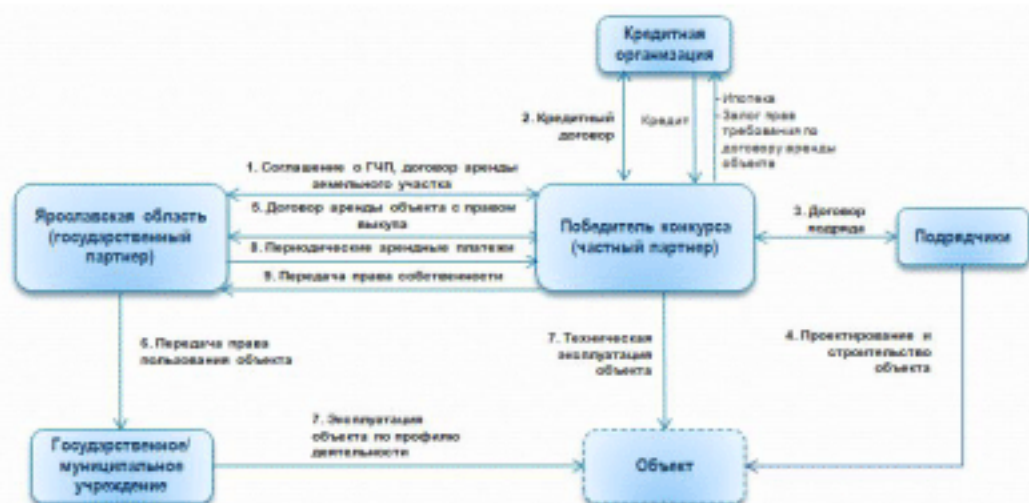 Кредитная
организация
2. Кредитный
договор
Кредит
- Ипотека
- Залог прав
требования по
договору аренды
объекта
1. Соглашение о ГЧП, договор аренды
земельного участка
Ярославская область
(государственный
партнер)
5. Договор аренды объекта с правом
выкупа
8. Периодические арендные платежи
9. Передача права собственности
Победитель конкурса
(частный партнер)
3. Договор
подряда
Подрядчики
6. Передача права
пользования объекта
7. Техническая
эксплуатация
объекта
4. Проектирование и
строительство
объекта
7. Эксплуатация
объекта по профилю
деятельности
Государственное/
муниципальное
учреждение
Объект